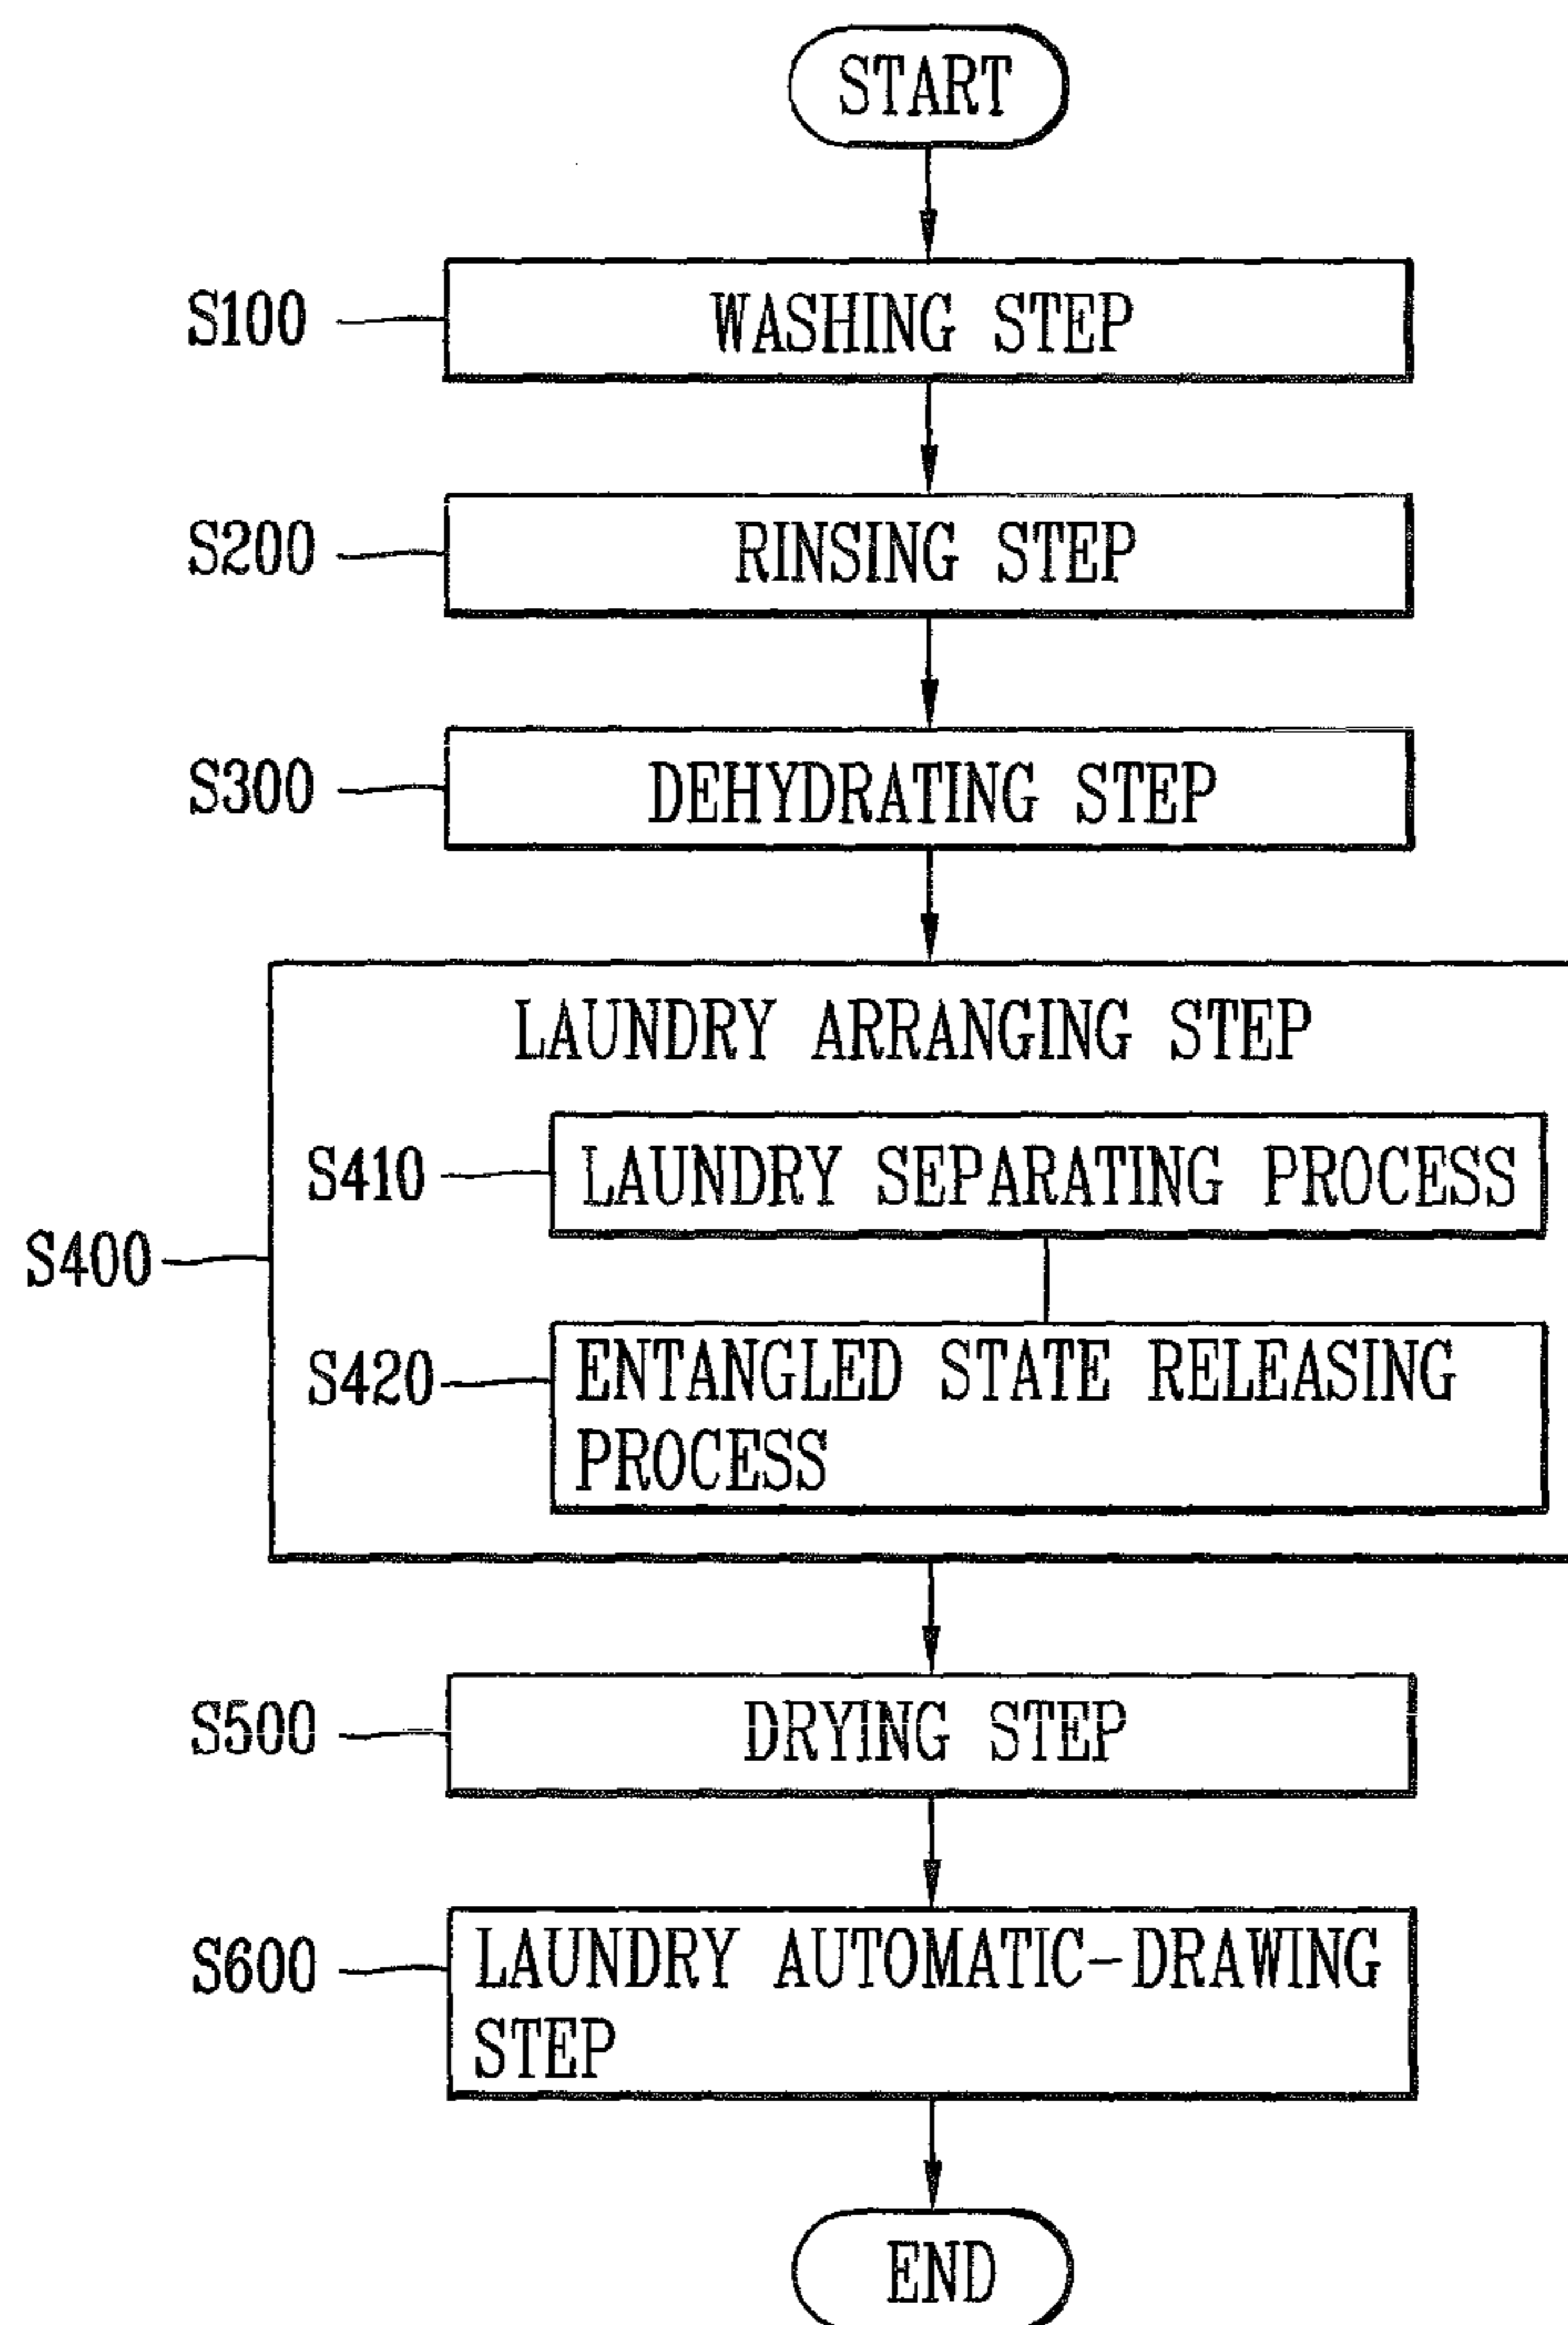 START
S100
WASHING STEP
S200
RINSING STEP
S300
DEHYDRATING STEP
LAUNDRY ARRANGING STEP
S410
LAUNDRY SEPARATING PROCESS
S400
S420
ENTANGLED STATE RELEASING
PROCESS
S500
DRYING STEP
S600
LAUNDRY AUTOMATIC-DRAWING
STEP
END